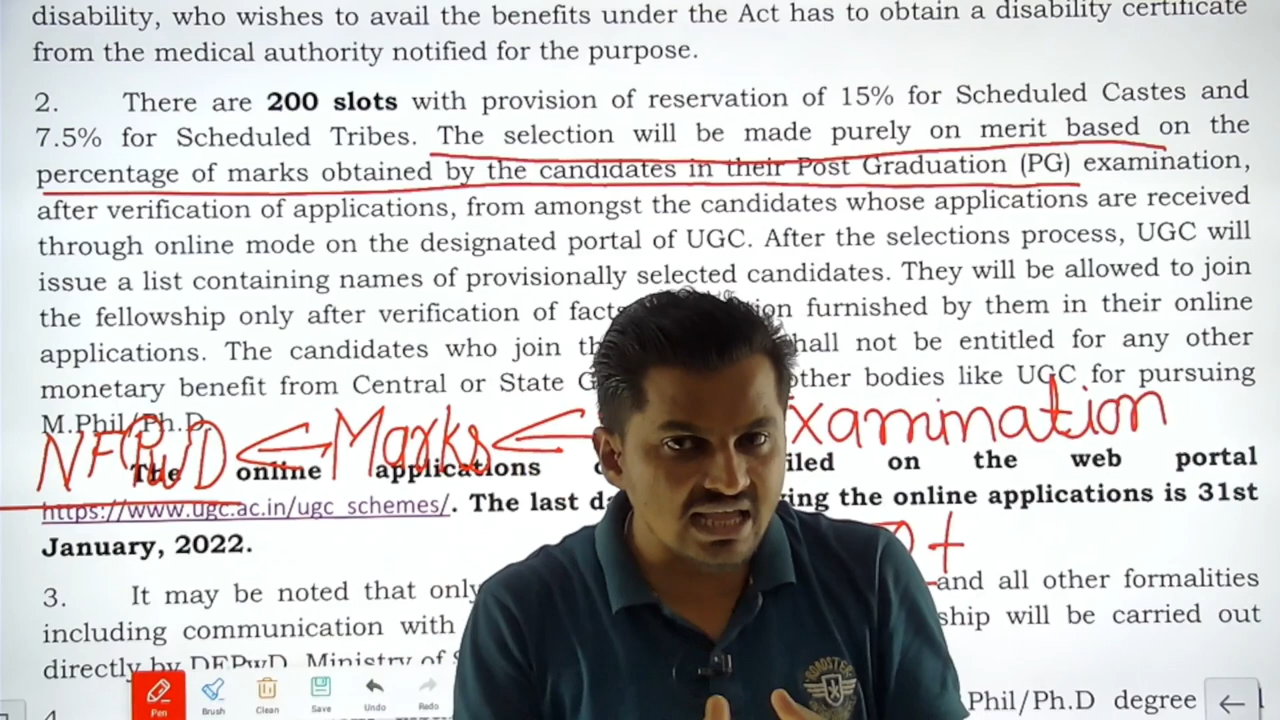 disability, who wishes to avail the benefits under the Act has to obtain a disability certificate
from the medical authority notified for the purpose.
2. There are 200 slots with provision of reservation of 15% for Scheduled Castes and
7.5% for Scheduled Tribes. The selection will be made purely on merit based on the
percentage of marks obtained by the candidates in their Post Graduation (PG) examination,
after verification of applications, from amongst the candidates whose applications are received
through online mode on the designated portal of UGC. After the selections process, UGC will
issue a list containing names of provisionally selected candidates. They will be allowed to join
the fellowship only after verification of facts furnished by them in their online
applications. The candidates who join hall not be entitled for any other
monetary benefit from Central or State G other bodies like UGC for pursuing
M.Phil/Ph.D.
NF(PwD) Marks xamination
The online applications iled on the web portal
https://www.ugc.ac.in/ugc_schemes/. The last da ing the online applications is 31st
January, 2022.
3. It may be noted that only and all other formalities
including communication with ship will be carried out
directly by DEPwD, Ministry of
Phil/Ph.D degree
Pen Brush Clean Save Undo Redo
ROADSTER